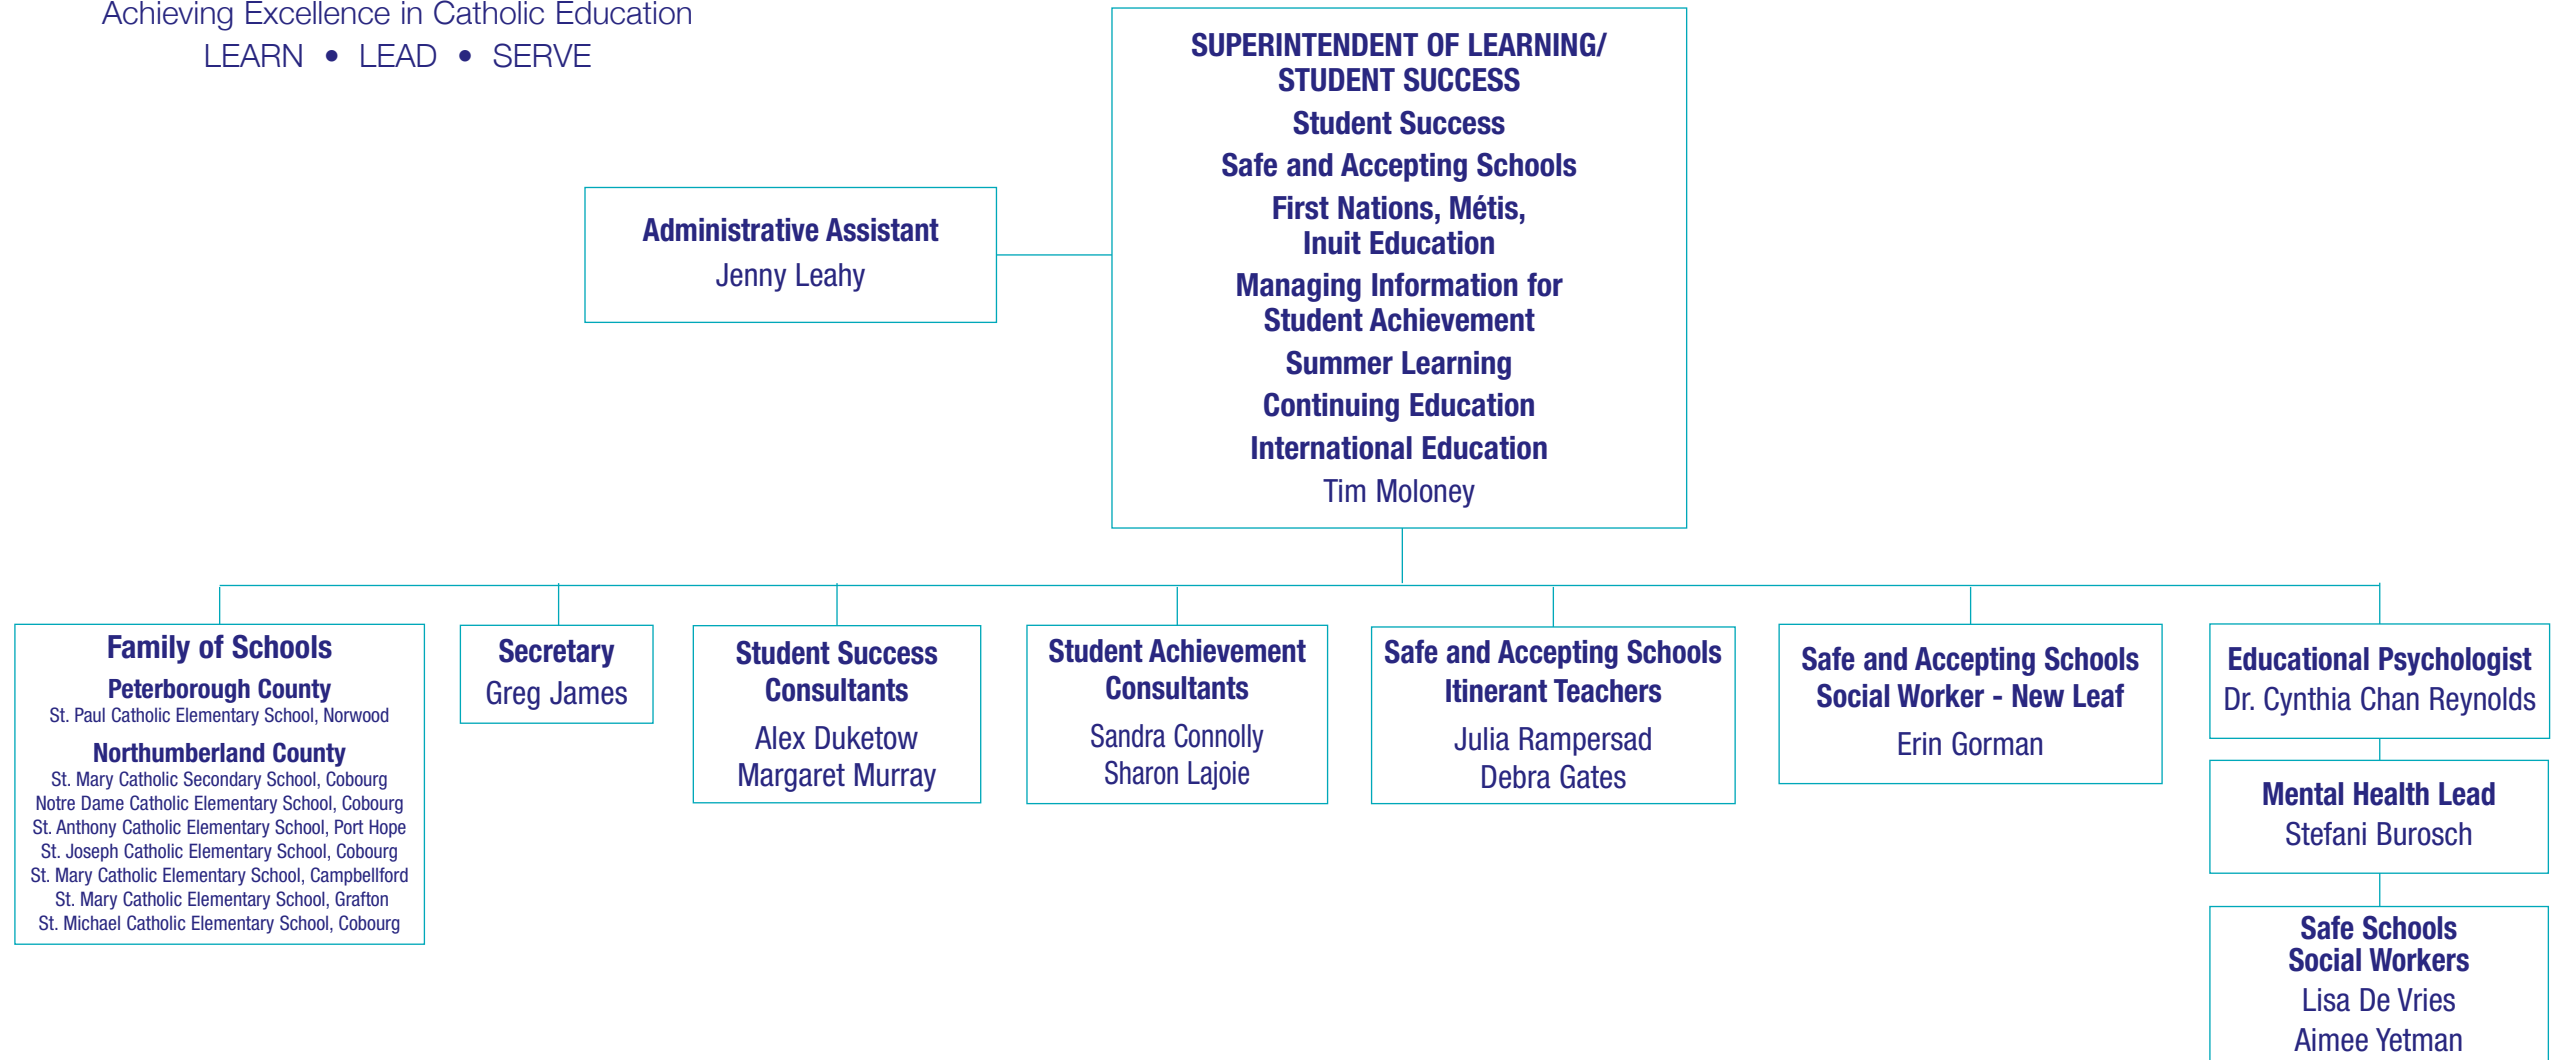 Achieving Excellence in Catholic Education
LEARN • LEAD • SERVE
SUPERINTENDENT OF LEARNING/
STUDENT SUCCESS
Student Success
Safe and Accepting Schools
First Nations, Métis,
Inuit Education
Managing Information for
Student Achievement
Summer Learning
Continuing Education
International Education
Tim Moloney
Administrative Assistant
Jenny Leahy
Family of Schools
Peterborough County
St. Paul Catholic Elementary School, Norwood
Northumberland County
St. Mary Catholic Secondary School, Cobourg
Notre Dame Catholic Elementary School, Cobourg
St. Anthony Catholic Elementary School, Port Hope
St. Joseph Catholic Elementary School, Cobourg
St. Mary Catholic Elementary School, Campbellford
St. Mary Catholic Elementary School, Grafton
St. Michael Catholic Elementary School, Cobourg
Secretary
Greg James
Student Success
Consultants
Alex Duketow
Margaret Murray
Student Achievement
Consultants
Sandra Connolly
Sharon Lajoie
Safe and Accepting Schools
Itinerant Teachers
Julia Rampersad
Debra Gates
Safe and Accepting Schools
Social Worker - New Leaf
Erin Gorman
Educational Psychologist
Dr. Cynthia Chan Reynolds
Mental Health Lead
Stefani Burosch
Safe Schools
Social Workers
Lisa De Vries
Aimee Yetman